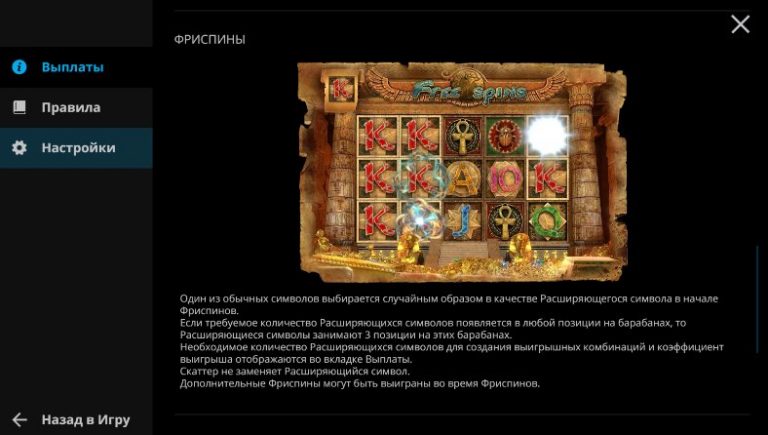 ФРИСПИНЫ
Выплаты
Правила
Настройки
Free spins
K
K K
K K A 10 K
K J Q
Один из обычных символов выбирается случайным образом в качестве Расширяющегося символа в начале
Фриспинов.
Если требуемое количество Расширяющихся символов появляется в любой позиции на барабанах, то
Расширяющиеся символы занимают 3 позиции на этих барабанах.
Необходимое количество Расширяющихся символов для создания выигрышных комбинаций и коэффициент
выигрыша отображаются во вкладке Выплаты.
Скаттер не заменяет Расширяющийся символ.
Дополнительные Фриспины могут быть выиграны во время Фриспинов.
Назад в Игру